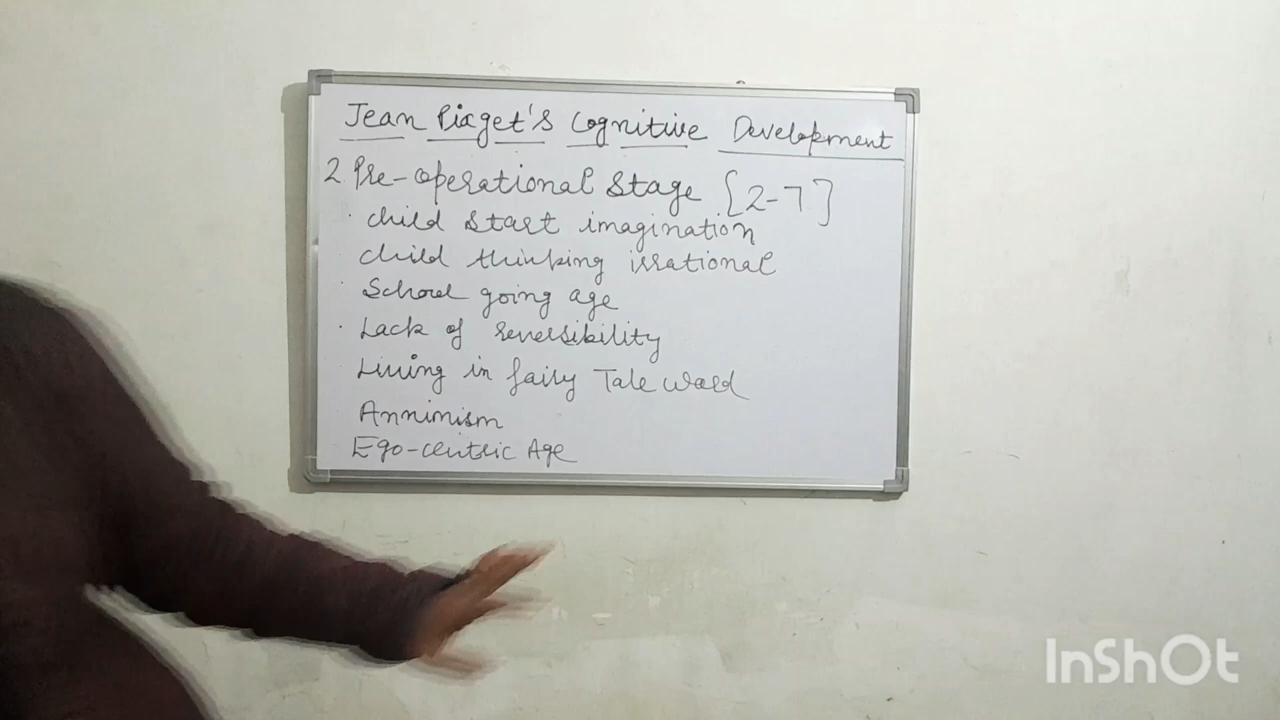 Jean Piaget's Cognitive Development
2. Pre-operational Stage [2-7]
· child start imagination
child thinking irrational
· School going age
· Lack of reversibility
Living in faily Tale world
Annimism
Ego-centric Age
InShOt